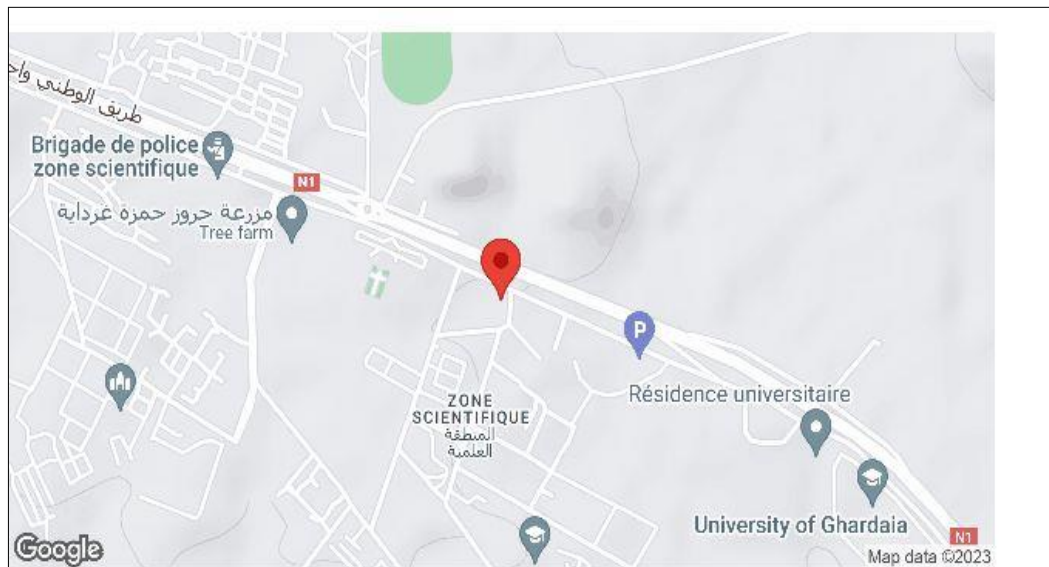 طريق الوطني واح
Brigade de police
zone scientifique
N1
مزرعة حروز حمزة غرداية
Tree farm
P
ZONE
SCIENTIFIQUE
المنطقة
العلمية
Résidence universitaire
University of Ghardaia
N1
Google
Map data ©2023